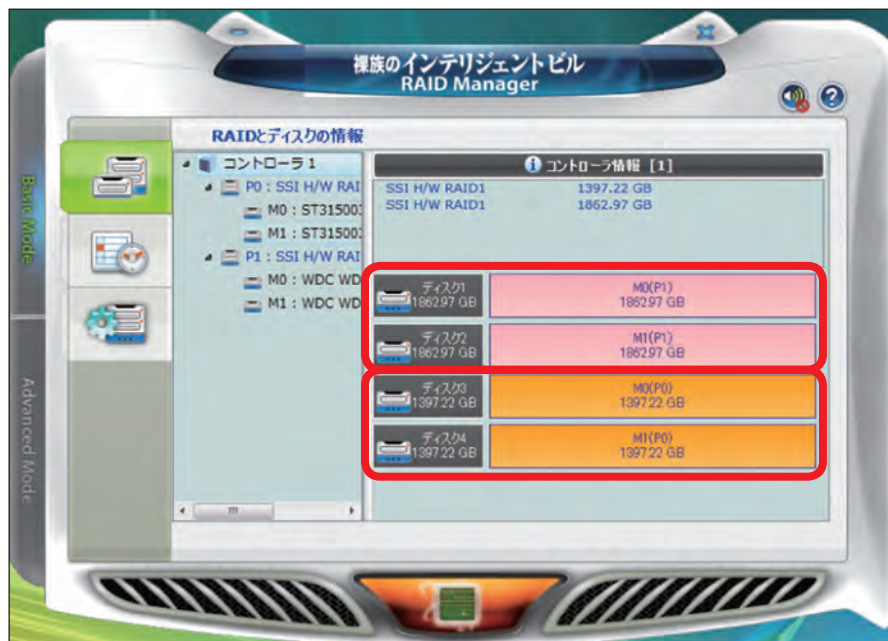 裸族のインテリジェントビル
RAID Manager
Basic Mode
Advanced Mode
RAIDとディスクの情報
コントローラ 1
P0 : SSI H/W RAI
M0 : ST31500
M1 : ST31500
P1 : SSI H/W RAI
M0 : WDC WD
M1 : WDC WD
コントローラ情報 [1]
SSI H/W RAID1 1397.22 GB
SSI H/W RAID1 1862.97 GB
ディスク1
1862.97 GB
M0(P1)
1862.97 GB
ディスク2
1862.97 GB
M1(P1)
1862.97 GB
ディスク3
1397.22 GB
M0(P0)
1397.22 GB
ディスク4
1397.22 GB
M1(P0)
1397.22 GB